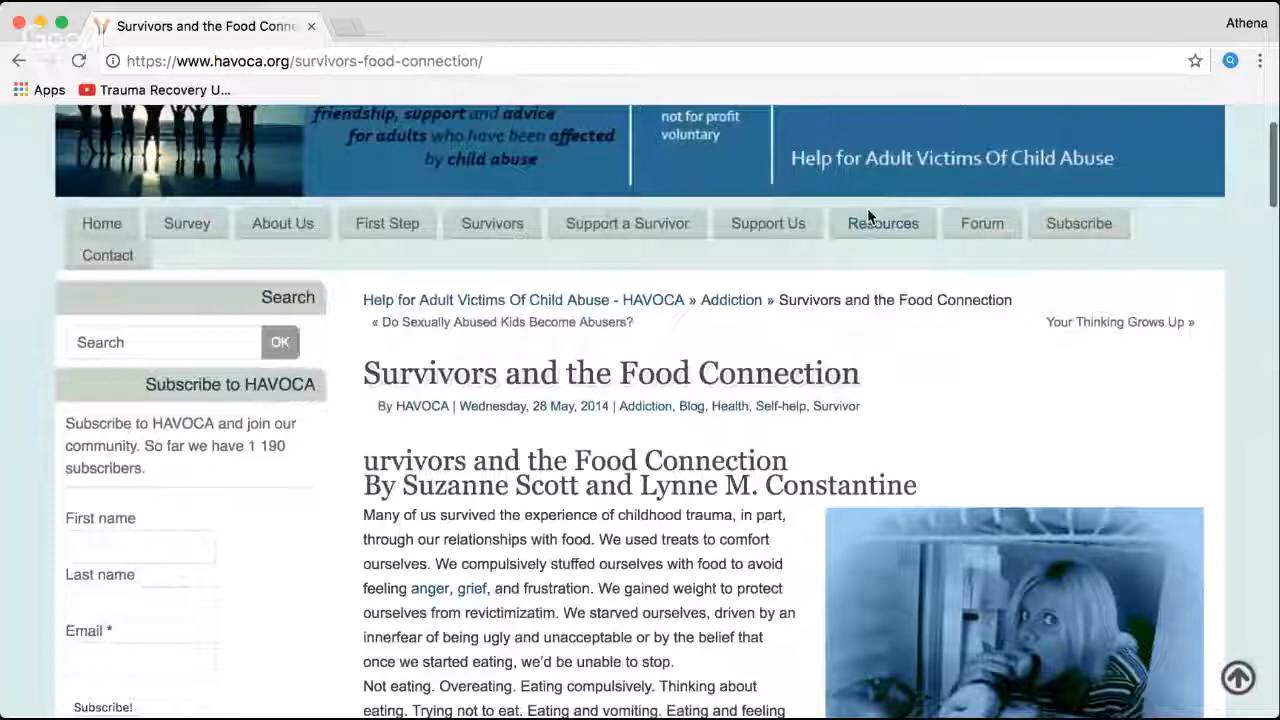 Survivors and the Food Conne
Athena
https://www.havoca.org/survivors-food-connection/
Apps
Trauma Recovery U...
friendship, support and advice
for adults who have been affected
by child abuse
not for profit
voluntary
Help for Adult Victims Of Child Abuse
Home
Survey
About Us
First Step
Survivors
Support a Survivor
Support Us
Resources
Forum
Subscribe
Contact
Search
Search
OK
Subscribe to HAVOCA
Subscribe to HAVOCA and join our
community. So far we have 1 190
subscribers.
First name
Last name
Email *
Subscribe!
Help for Adult Victims Of Child Abuse - HAVOCA » Addiction » Survivors and the Food Connection
« Do Sexually Abused Kids Become Abusers?
Your Thinking Grows Up »
Survivors and the Food Connection
By HAVOCA | Wednesday, 28 May, 2014 | Addiction, Blog, Health, Self-help, Survivor
urvivors and the Food Connection
By Suzanne Scott and Lynne M. Constantine
Many of us survived the experience of childhood trauma, in part,
through our relationships with food. We used treats to comfort
ourselves. We compulsively stuffed ourselves with food to avoid
feeling anger, grief, and frustration. We gained weight to protect
ourselves from revictimizatim. We starved ourselves, driven by an
innerfear of being ugly and unacceptable or by the belief that
once we started eating, we'd be unable to stop.
Not eating. Overeating. Eating compulsively. Thinking about
eating. Trying not to eat. Eating and vomiting. Eating and feeling